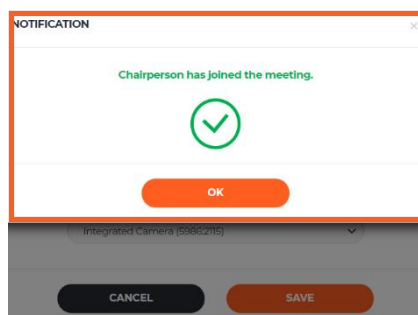 NOTIFICATION ×
Chairperson has joined the meeting.
OK
Integrated Camera (5986:2115)
CANCEL SAVE